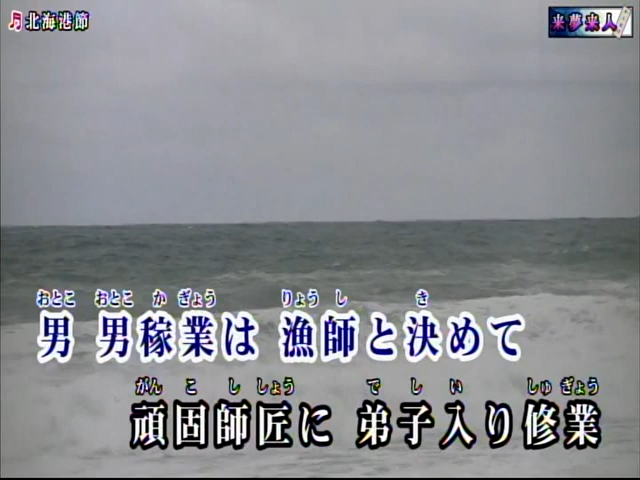 ♬北海港節
来夢来人
おとこ おとこ か ぎょう りょう し き
男 男稼業は 漁師と決めて
がん こ し しょう で し い しゅ ぎょう
頑固師匠に 弟子入り修業